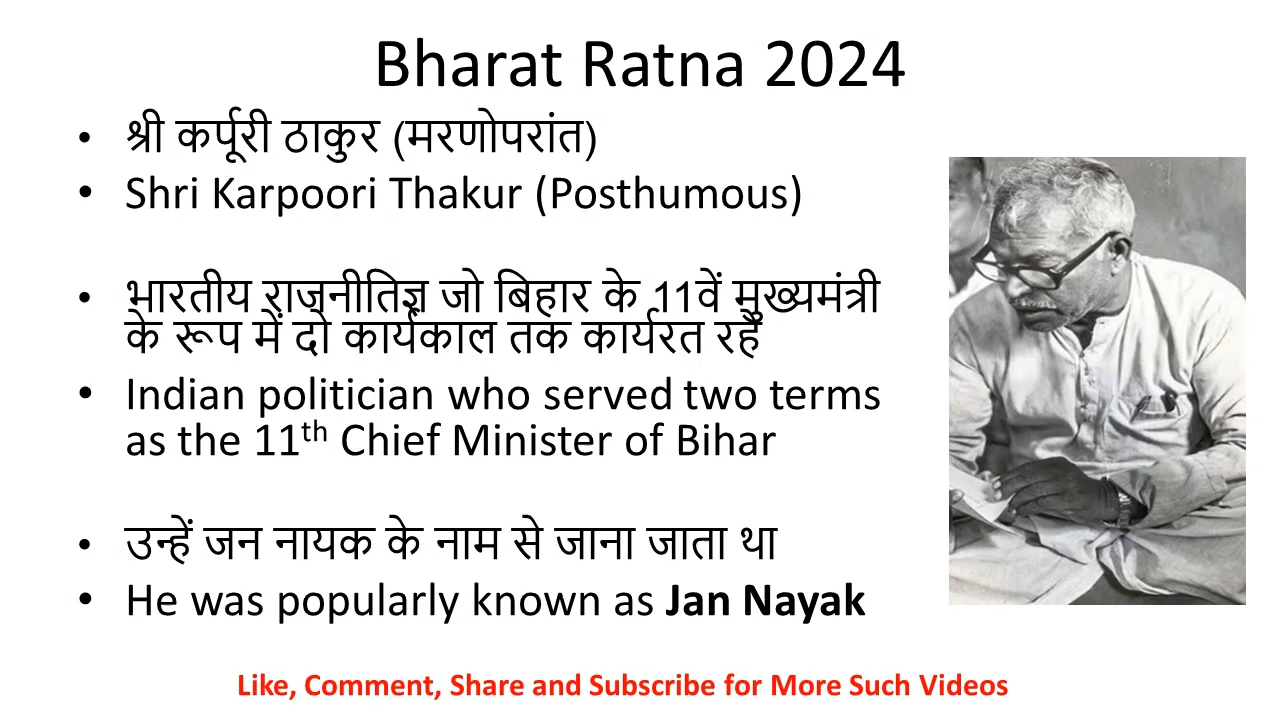 Bharat Ratna 2024
• श्री कर्पूरी ठाकुर (मरणोपरांत)
• Shri Karpoori Thakur (Posthumous)
• भारतीय राजनीतिज्ञ जो बिहार के 11वें मुख्यमंत्री
के रूप में दो कार्यकाल तक कार्यरत रहे
• Indian politician who served two terms
as the 11th Chief Minister of Bihar
• उन्हें जन नायक के नाम से जाना जाता था
• He was popularly known as Jan Nayak
Like, Comment, Share and Subscribe for More Such Videos